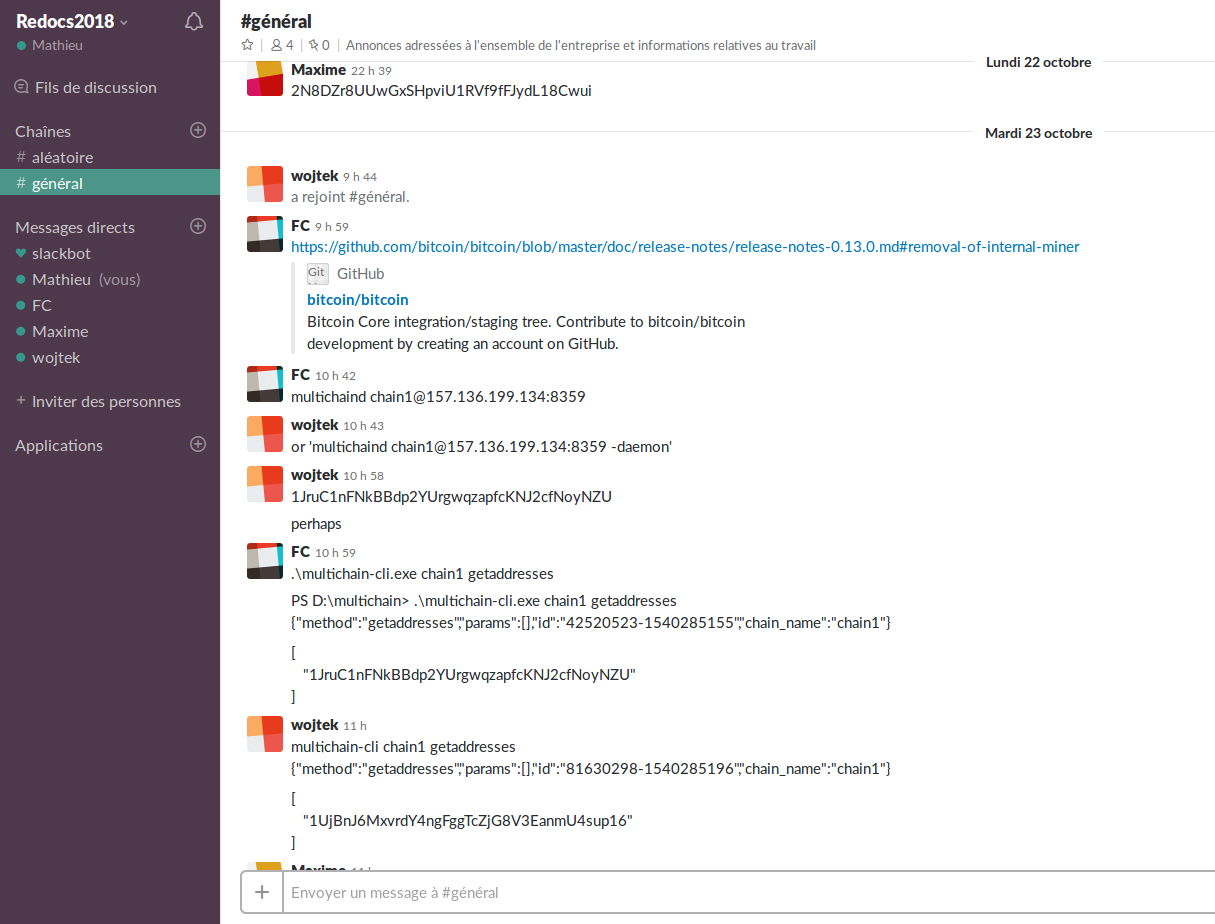 Redocs2018
Mathieu
Fils de discussion
Chaînes
# aléatoire
# général
Messages directs
slackbot
Mathieu (vous)
FC
Maxime
wojtek
+ Inviter des personnes
Applications
#général
4 | 0 | Annonces adressées à l'ensemble de l'entreprise et informations relatives au travail
Lundi 22 octobre
Maxime 22 h 39
2N8DZr8UUwGxSHpviU1RVf9fFJydL18Cwui
Mardi 23 octobre
wojtek 9 h 44
a rejoint #général.
FC 9 h 59
https://github.com/bitcoin/bitcoin/blob/master/doc/release-notes/release-notes-0.13.0.md#removal-of-internal-miner
Git GitHub
bitcoin/bitcoin
Bitcoin Core integration/staging tree. Contribute to bitcoin/bitcoin
development by creating an account on GitHub.
FC 10 h 42
multichaind chain1@157.136.199.134:8359
wojtek 10 h 43
or 'multichaind chain1@157.136.199.134:8359 -daemon'
wojtek 10 h 58
1JruC1nFNkBBdp2YUrgwqzapfcKNJ2cfNoyNZU
perhaps
FC 10 h 59
.\multichain-cli.exe chain1 getaddresses
PS D:\multichain> .\multichain-cli.exe chain1 getaddresses
{"method":"getaddresses","params":[],"id":"42520523-1540285155","chain_name":"chain1"}
[
"1JruC1nFNkBBdp2YUrgwqzapfcKNJ2cfNoyNZU"
]
wojtek 11 h
multichain-cli chain1 getaddresses
{"method":"getaddresses","params":[],"id":"81630298-1540285196","chain_name":"chain1"}
[
"1UjBnJ6MxvrdY4ngFggTcZjG8V3EanmU4sup16"
]
Maxime 11 h
Envoyer un message à #général